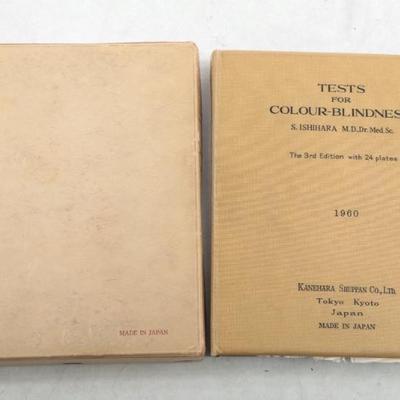 MADE IN JAPAN
TESTS
FOR
COLOUR-BLINDNES
S. ISHIHARA M.D.,Dr.Med.Sc.
The 3rd Edition with 24 plates
1960
KANEHARA SHUPPAN CO., LTD.
Tokyo Kyoto
Japan
MADE IN JAPAN